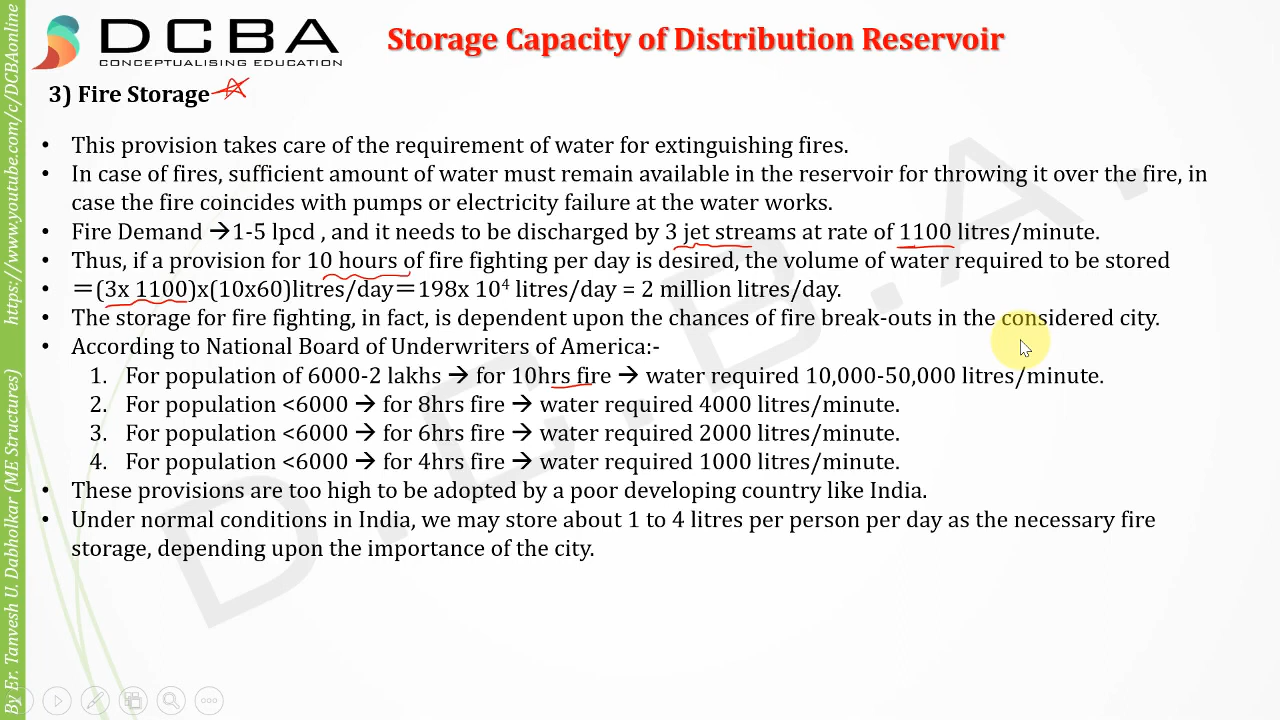 DCBA
CONCEPTUALISING EDUCATION
Storage Capacity of Distribution Reservoir
3) Fire Storage
• This provision takes care of the requirement of water for extinguishing fires.
• In case of fires, sufficient amount of water must remain available in the reservoir for throwing it over the fire, in
case the fire coincides with pumps or electricity failure at the water works.
• Fire Demand →1-5 lpcd , and it needs to be discharged by 3 jet streams at rate of 1100 litres/minute.
• Thus, if a provision for 10 hours of fire fighting per day is desired, the volume of water required to be stored
• =(3x 1100)x(10x60)litres/day=198x 10⁴ litres/day = 2 million litres/day.
• The storage for fire fighting, in fact, is dependent upon the chances of fire break-outs in the considered city.
• According to National Board of Underwriters of America:-
1. For population of 6000-2 lakhs → for 10hrs fire → water required 10,000-50,000 litres/minute.
2. For population <6000 → for 8hrs fire → water required 4000 litres/minute.
3. For population <6000 → for 6hrs fire → water required 2000 litres/minute.
4. For population <6000 → for 4hrs fire → water required 1000 litres/minute.
• These provisions are too high to be adopted by a poor developing country like India.
• Under normal conditions in India, we may store about 1 to 4 litres per person per day as the necessary fire
storage, depending upon the importance of the city.
By Er. Tanvesh U. Dabholkar (ME Structures) https://www.youtube.com/c/DCBAonline
D.C.B.A.